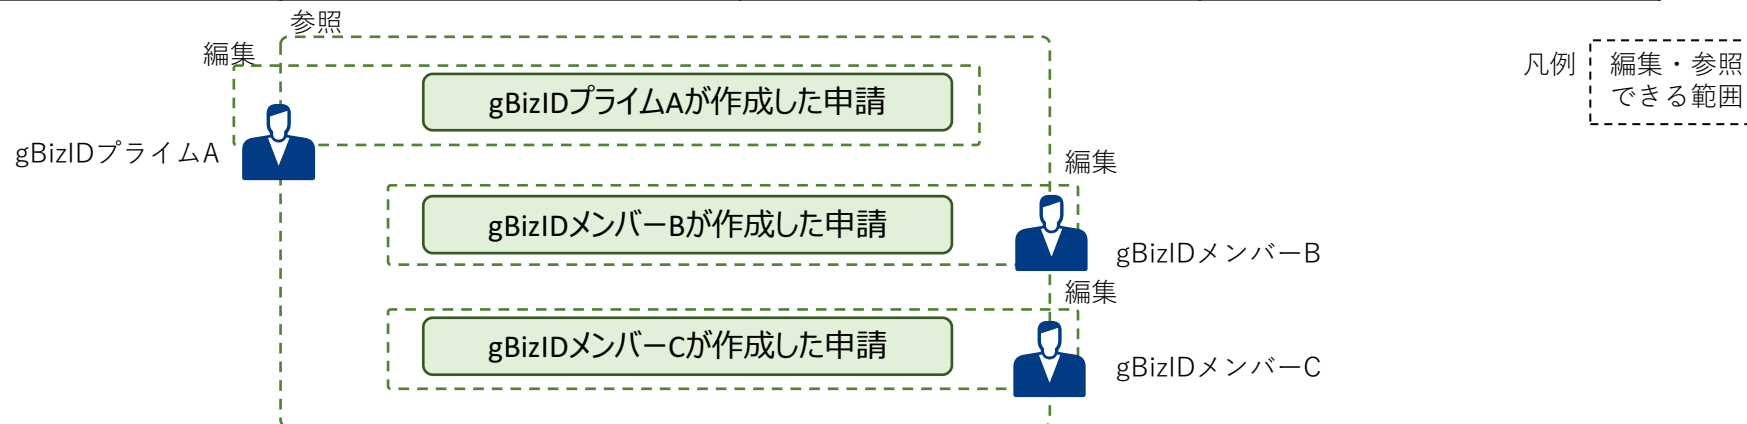 参照
編集
凡例
編集・参照
できる範囲
gBizIDプライムAが作成した申請
gBizIDプライムA
編集
gBizIDメンバーBが作成した申請
gBizIDメンバーB
編集
gBizIDメンバーCが作成した申請
gBizIDメンバーC